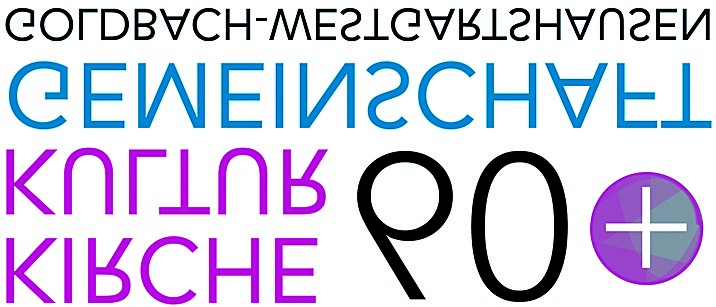 KIRCHE
KULTUR
60+
GEMEINSCHAFT
GOLDBACH-WESTGARTSHAUSEN